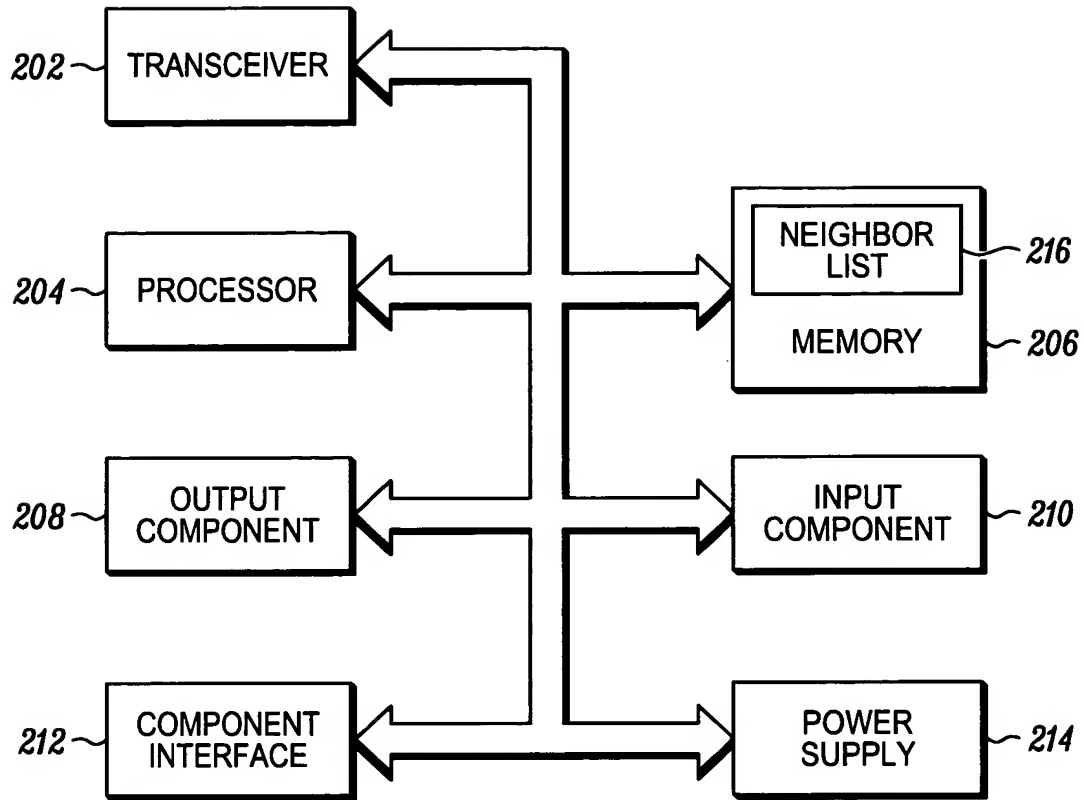 202
TRANSCEIVER
204
PROCESSOR
NEIGHBOR
LIST
216
MEMORY
206
208
OUTPUT
COMPONENT
INPUT
COMPONENT
210
212
COMPONENT
INTERFACE
POWER
SUPPLY
214